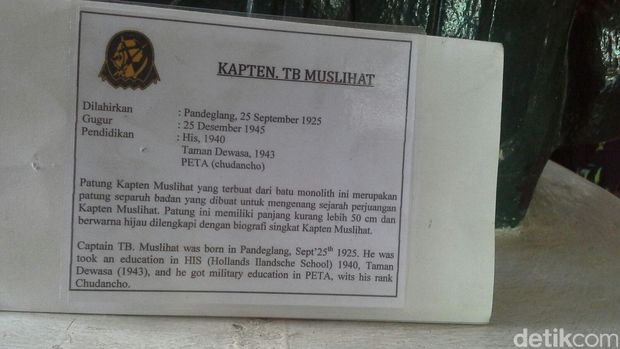 KAPTEN. TB MUSLIHAT
Dilahirkan : Pandeglang, 25 September 1925
Gugur : 25 Desember 1945
Pendidikan : His, 1940
Taman Dewasa, 1943
PETA (chudancho)
Patung Kapten Muslihat yang terbuat dari batu monolith ini merupakan
patung separuh badan yang dibuat untuk mengenang sejarah perjuangan
Kapten Muslihat. Patung ini memiliki panjang kurang lebih 50 cm dan
berwarna hijau dilengkapi dengan biografi singkat Kapten Muslihat.
Captain TB. Muslihat was born in Pandeglang, Sept'25th 1925. He was
took an education in HIS (Hollands Ilandsche School) 1940, Taman
Dewasa (1943), and he got military education in PETA, wits his rank
Chudancho.
detikcom